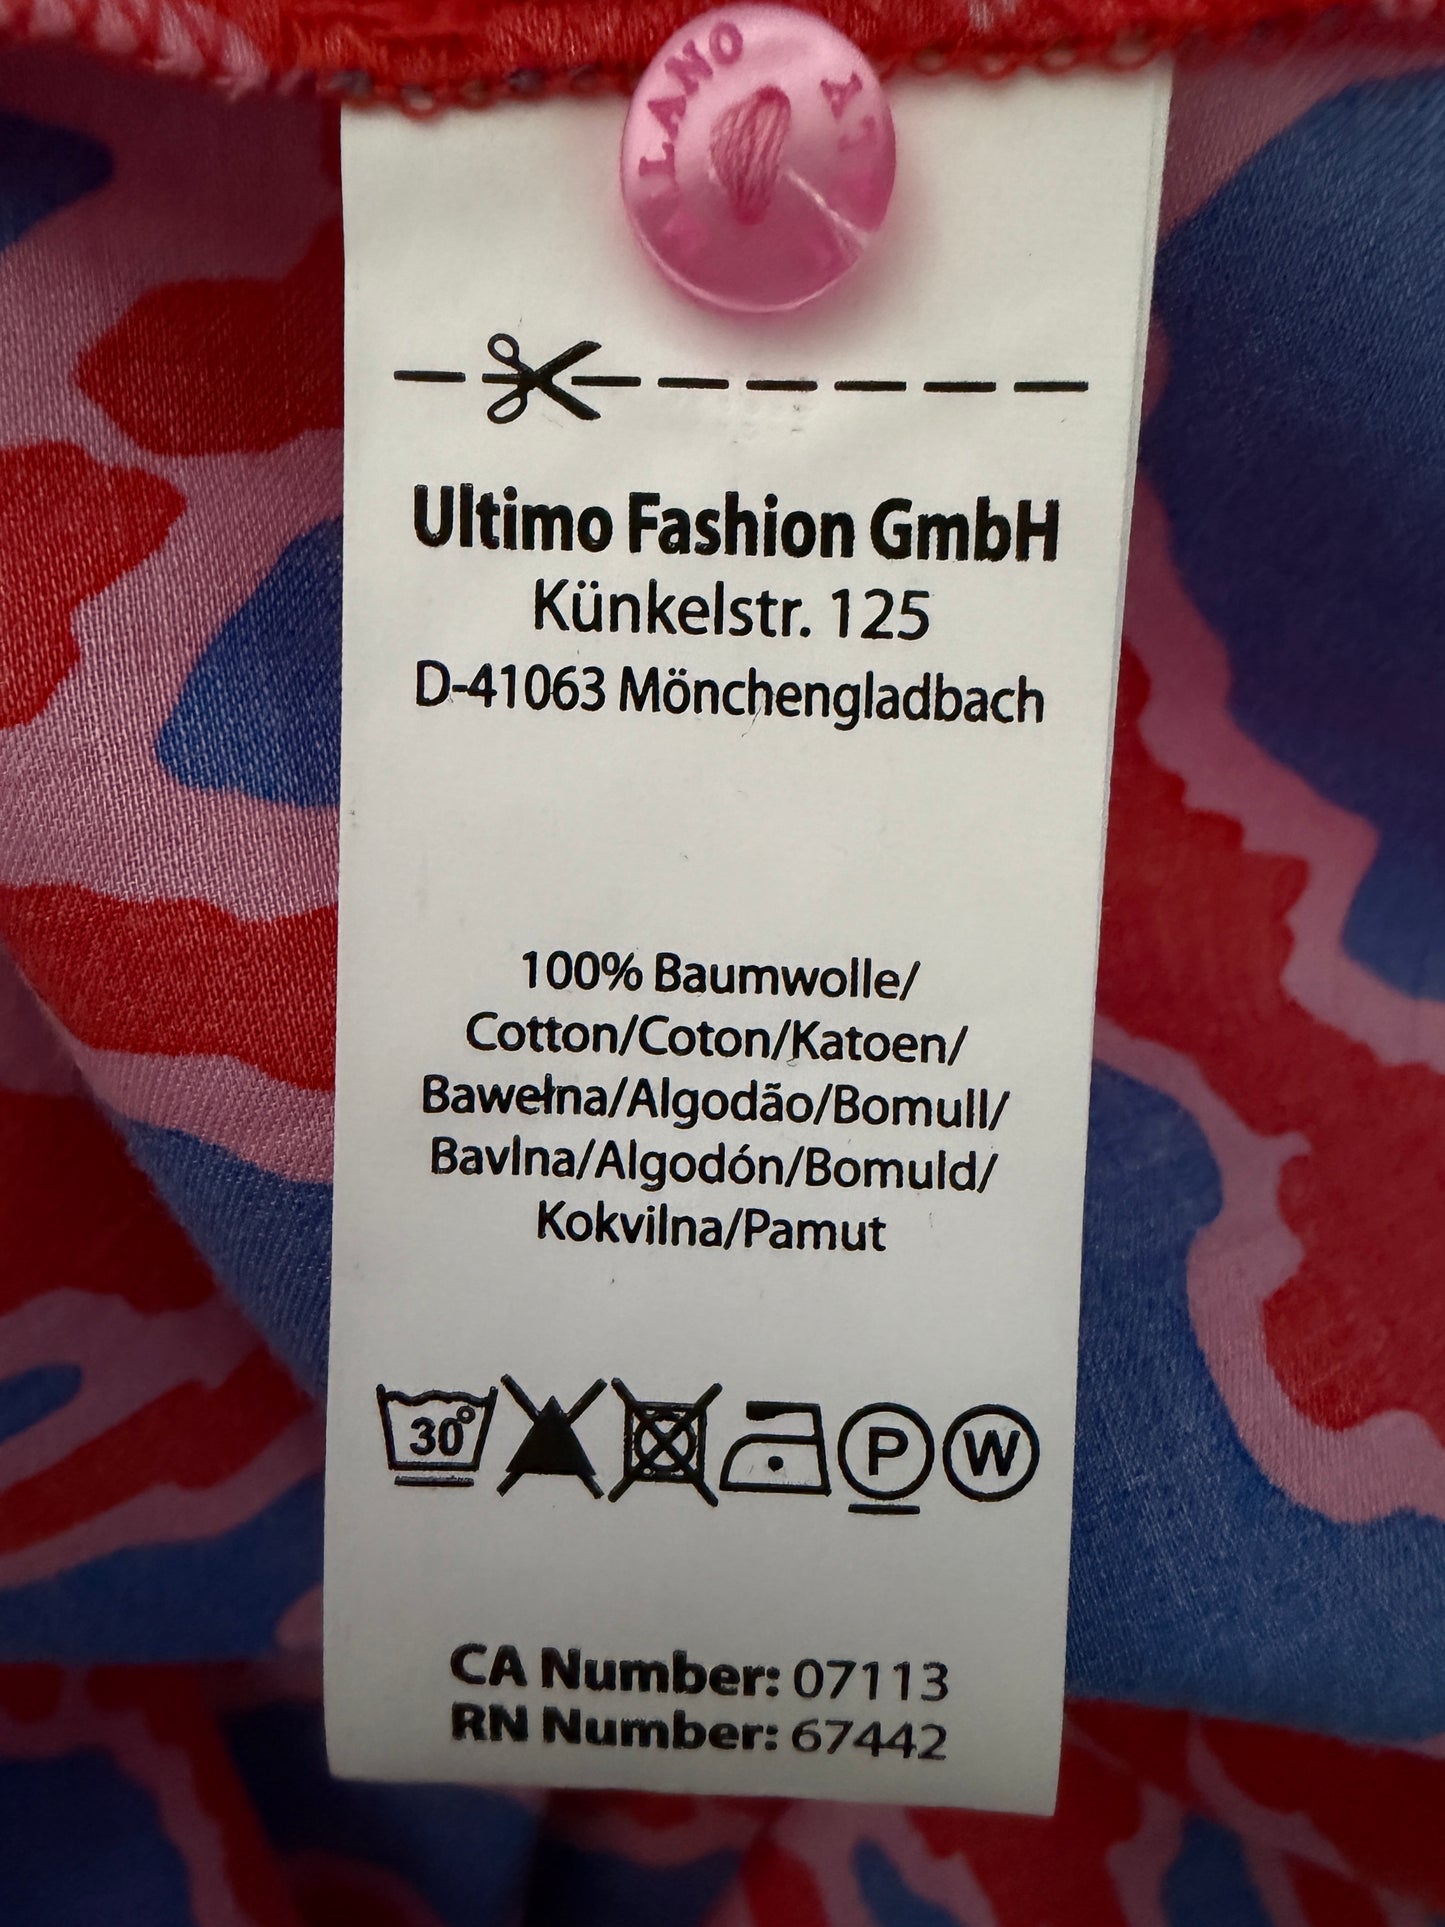 Ultimo Fashion GmbH
Künkelstr. 125
D-41063 Mönchengladbach
100% Baumwolle/
Cotton/Coton/Katoen/
Bawełna/Algodão/Bomull/
Bavlna/Algodón/Bomuld/
Kokvilna/Pamut
30°
P
W
CA Number: 07113
RN Number: 67442